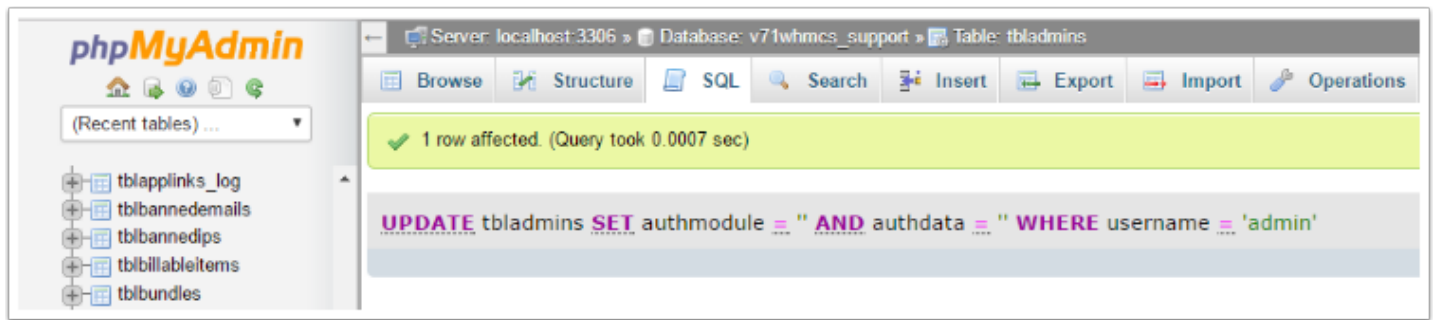 phpMyAdmin
(Recent tables) ...
tblapplinks_log
tblbannedemails
tblbannedips
tblbillableitems
tblbundles
Server: localhost:3306 » Database: v71whmcs_support » Table: tbladmins
Browse Structure SQL Search Insert Export Import Operations
1 row affected. (Query took 0.0007 sec)
UPDATE tbladmins SET authmodule = '' AND authdata = '' WHERE username = 'admin'